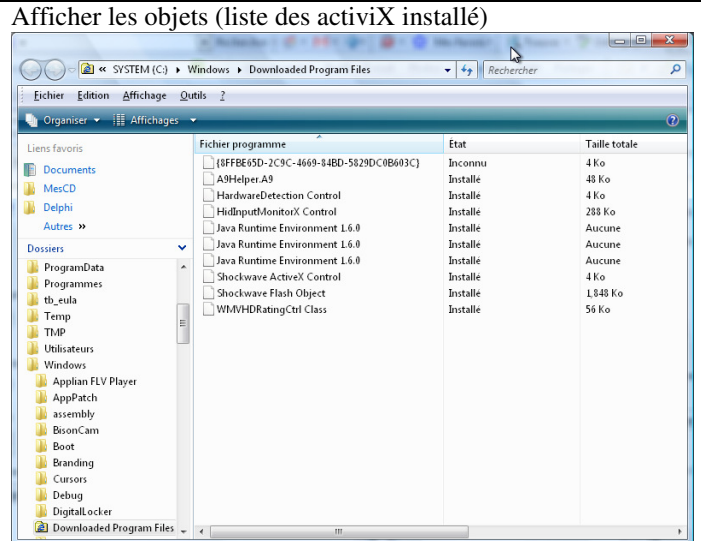 Afficher les objets (liste des activiX installé)
« SYSTEM (C:) Windows Downloaded Program Files Rechercher
Fichier Edition Affichage Outils ?
Organiser Affichages
Liens favoris
Documents
MesCD
Delphi
Autres »
Dossiers
ProgramData
Programmes
tb_eula
Temp
TMP
Utilisateurs
Windows
Applian FLV Player
AppPatch
assembly
BisonCam
Boot
Branding
Cursors
Debug
DigitalLocker
Downloaded Program Files
Fichier programme État Taille totale
{8FFBE65D-2C9C-4669-84BD-5829DC0B603C} Inconnu 4 Ko
A9Helper.A9 Installé 48 Ko
HardwareDetection Control Installé 4 Ko
HidInputMonitorX Control Installé 288 Ko
Java Runtime Environment 1.6.0 Installé Aucune
Java Runtime Environment 1.6.0 Installé Aucune
Java Runtime Environment 1.6.0 Installé Aucune
Shockwave ActiveX Control Installé 4 Ko
Shockwave Flash Object Installé 1,848 Ko
WMVHDRatingCtrl Class Installé 56 Ko